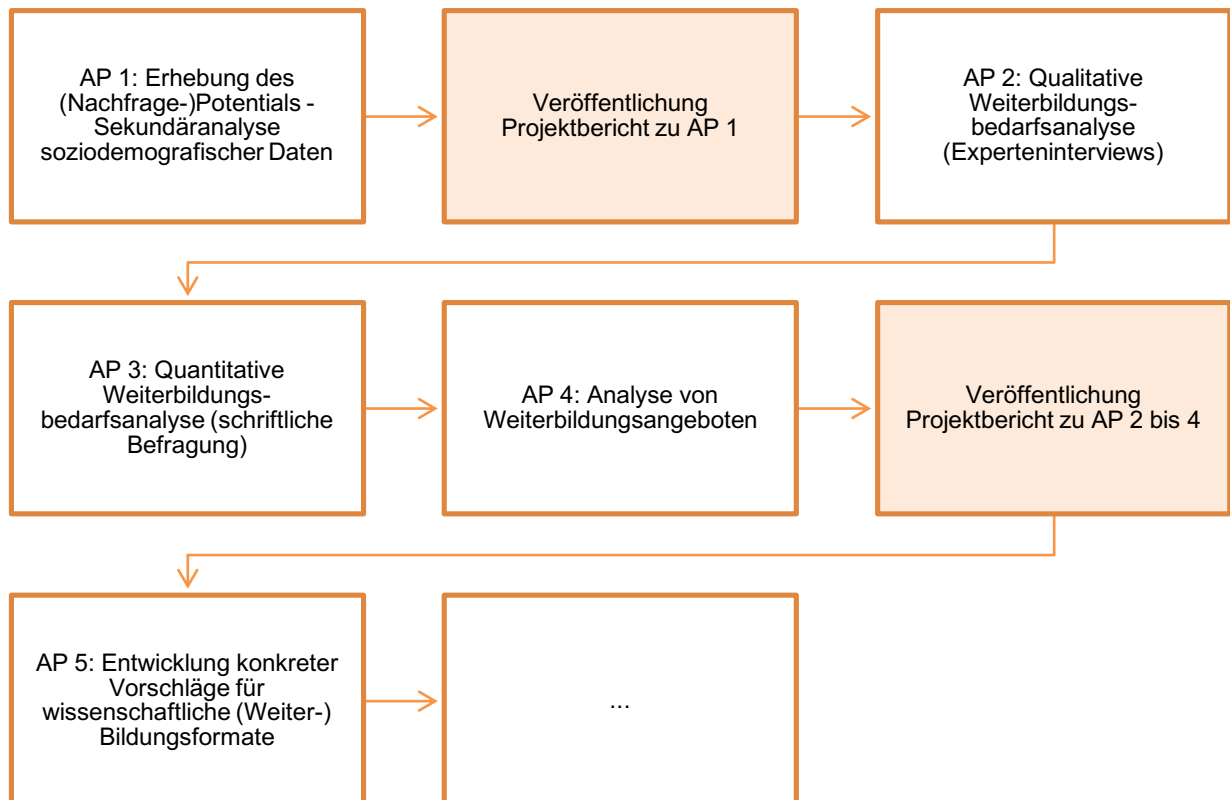 AP 1: Erhebung des
(Nachfrage-)Potentials -
Sekundäranalyse
soziodemografischer Daten
Veröffentlichung
Projektbericht zu AP 1
AP 2: Qualitative
Weiterbildungs-
bedarfsanalyse
(Experteninterviews)
AP 3: Quantitative
Weiterbildungs-
bedarfsanalyse (schriftliche
Befragung)
AP 4: Analyse von
Weiterbildungsangeboten
Veröffentlichung
Projektbericht zu AP 2 bis 4
AP 5: Entwicklung konkreter
Vorschläge für
wissenschaftliche (Weiter-)
Bildungsformate
...